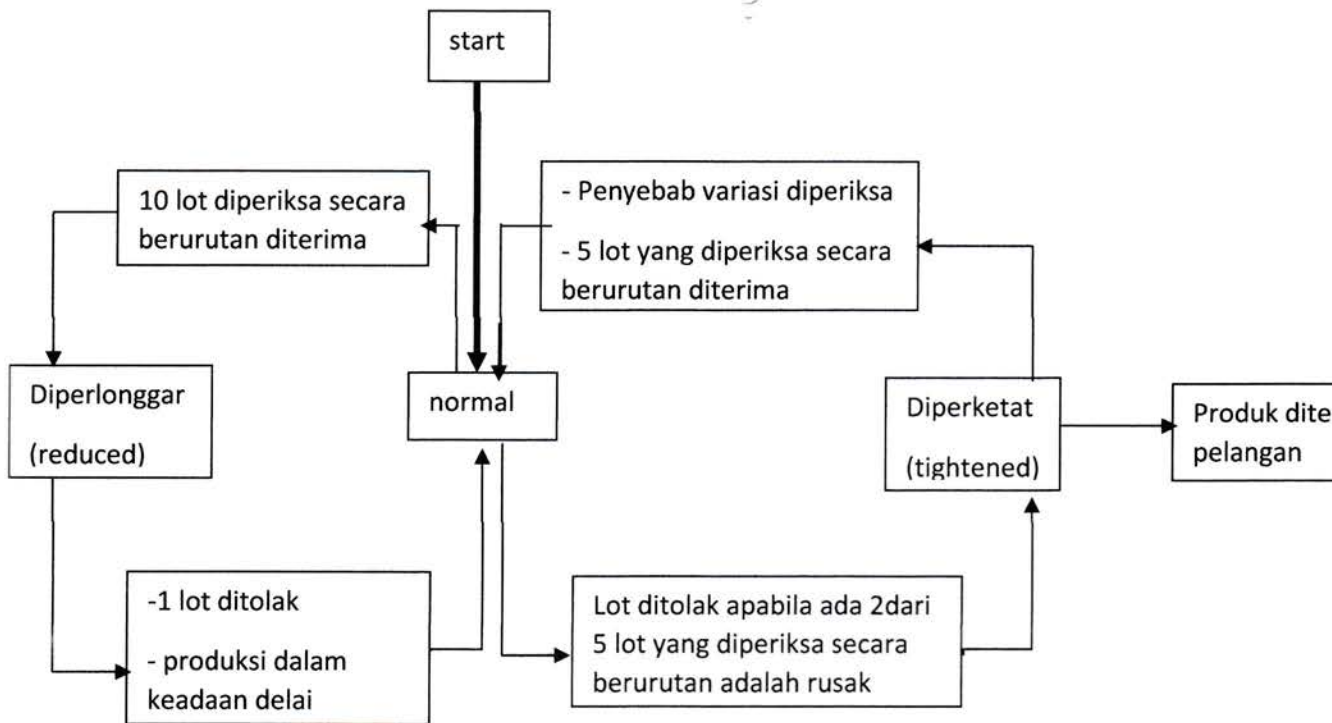 start
10 lot diperiksa secara
berurutan diterima
- Penyebab variasi diperiksa
- 5 lot yang diperiksa secara
berurutan diterima
Diperlonggar
(reduced)
normal
Diperketat
(tightened)
Produk dite
pelangan
-1 lot ditolak
- produksi dalam
keadaan delai
Lot ditolak apabila ada 2dari
5 lot yang diperiksa secara
berurutan adalah rusak